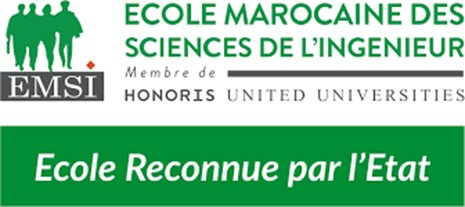 EMSI
ECOLE MAROCAINE DES
SCIENCES DE L'INGENIEUR
Membre de
HONORIS UNITED UNIVERSITIES
Ecole Reconnue par l'Etat